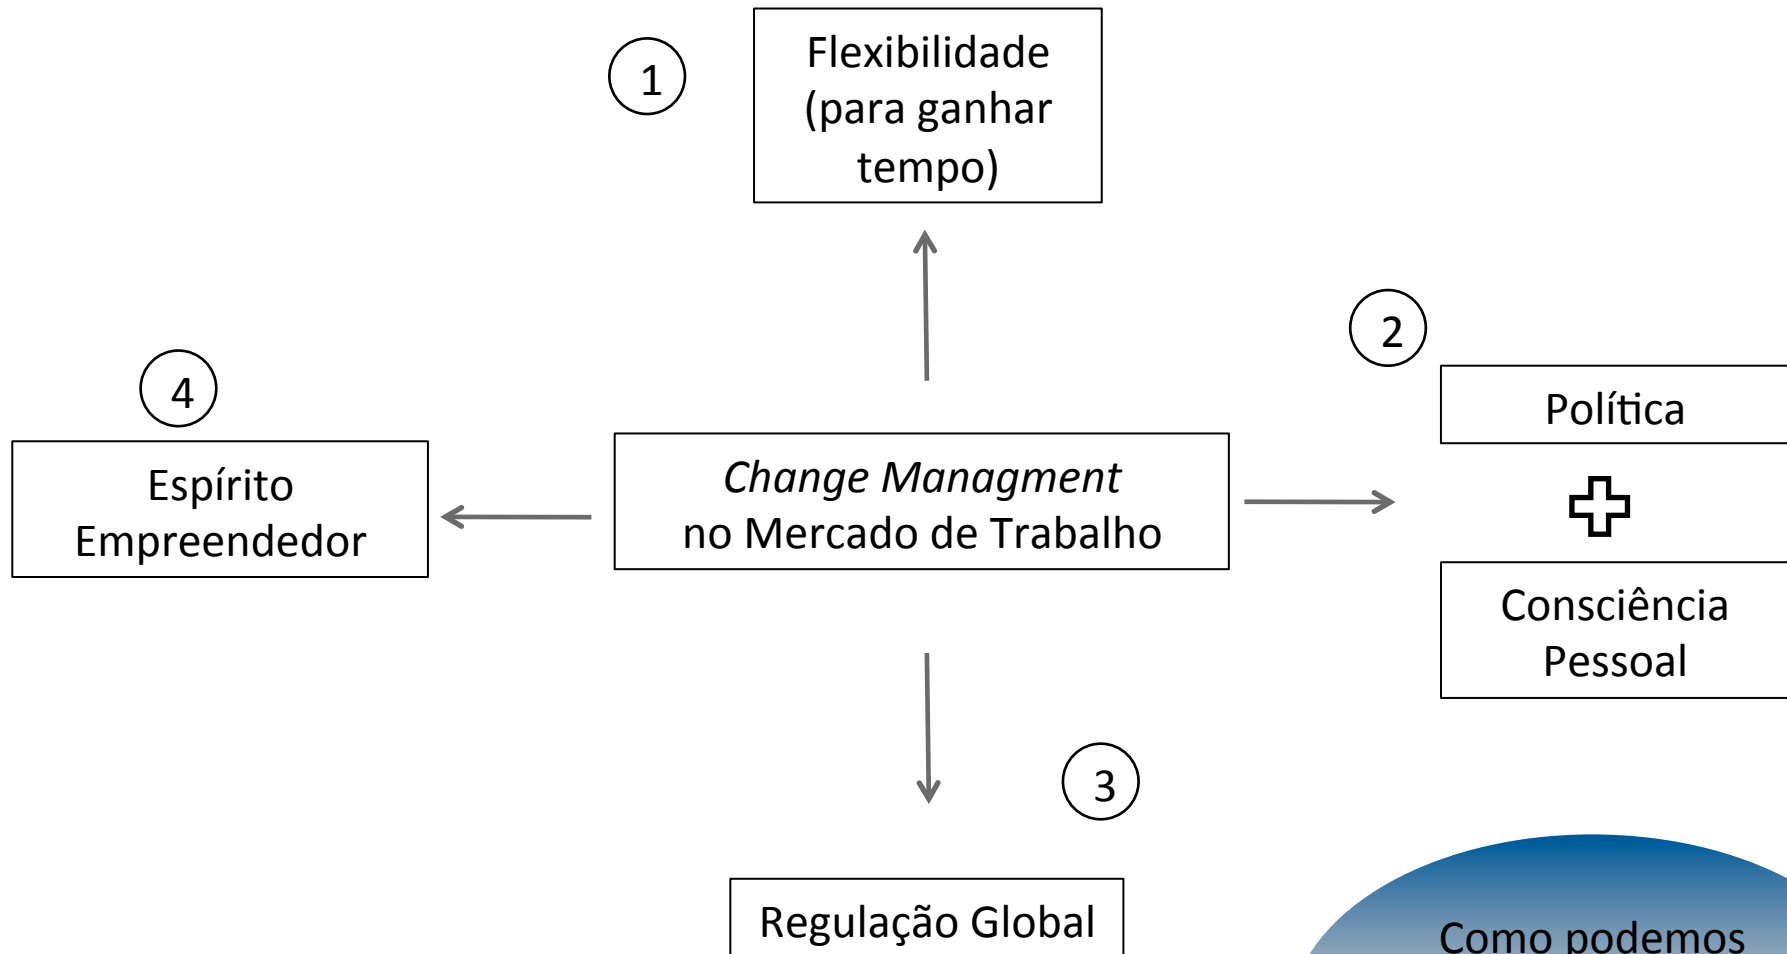 1
Flexibilidade
(para ganhar
tempo)
2
Política
4
Espírito
Empreendedor
Change Managment
no Mercado de Trabalho
Consciência
Pessoal
3
Regulação Global
Como podemos